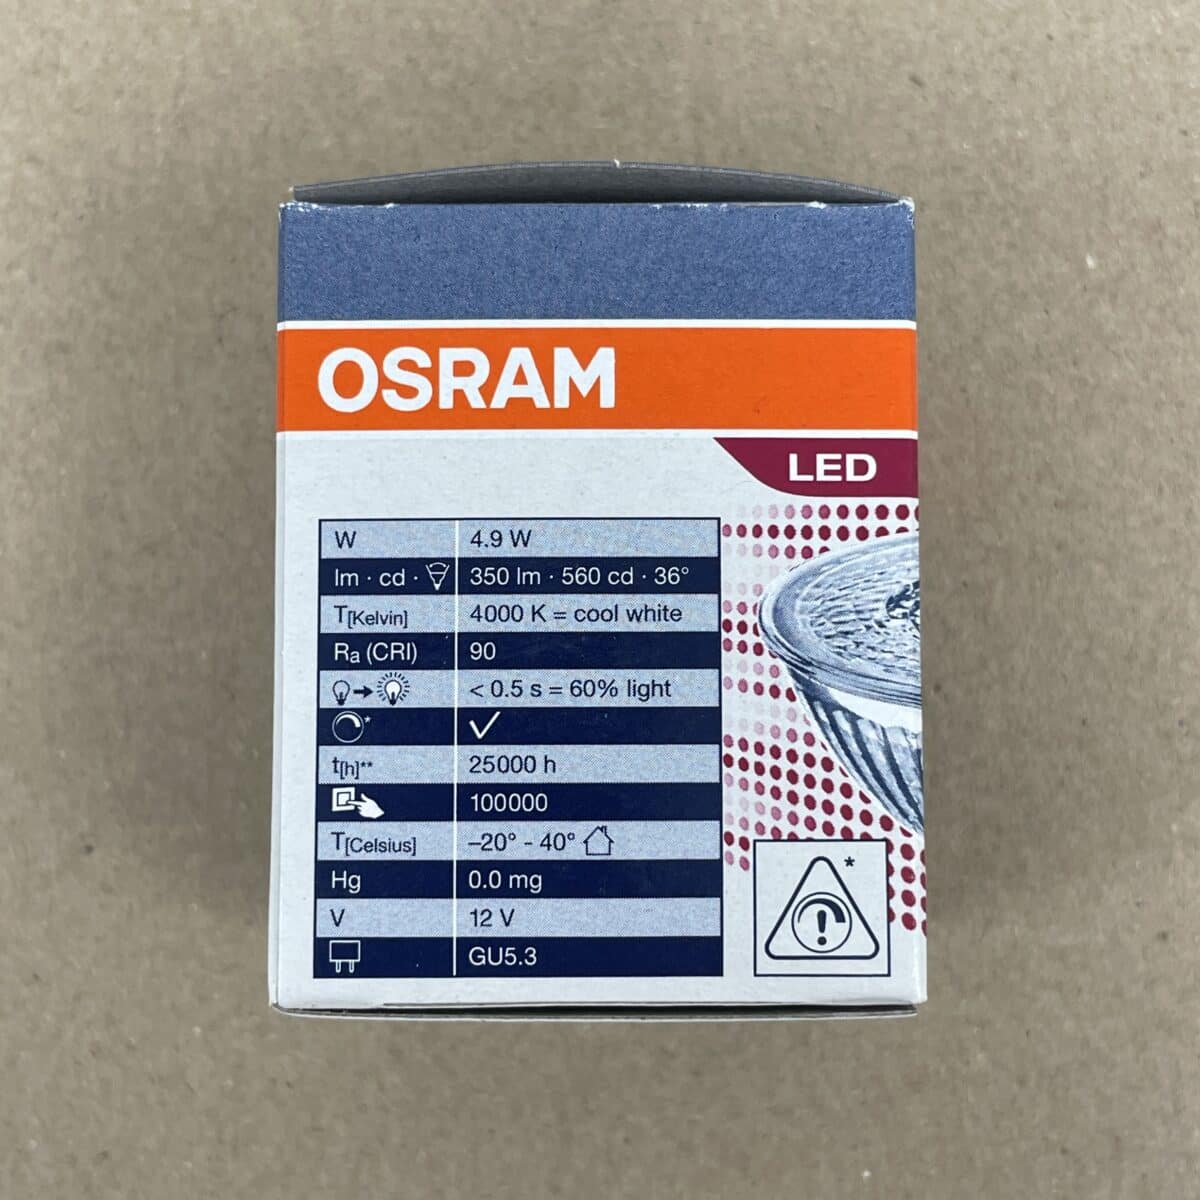 OSRAM
LED
W 4.9 W
lm · cd · 350 lm · 560 cd · 36°
T[Kelvin] 4000 K = cool white
Ra (CRI) 90
< 0.5 s = 60% light
* ✓
t[h]** 25000 h
100000
T[Celsius] –20° - 40°
Hg 0.0 mg
V 12 V
GU5.3
! *